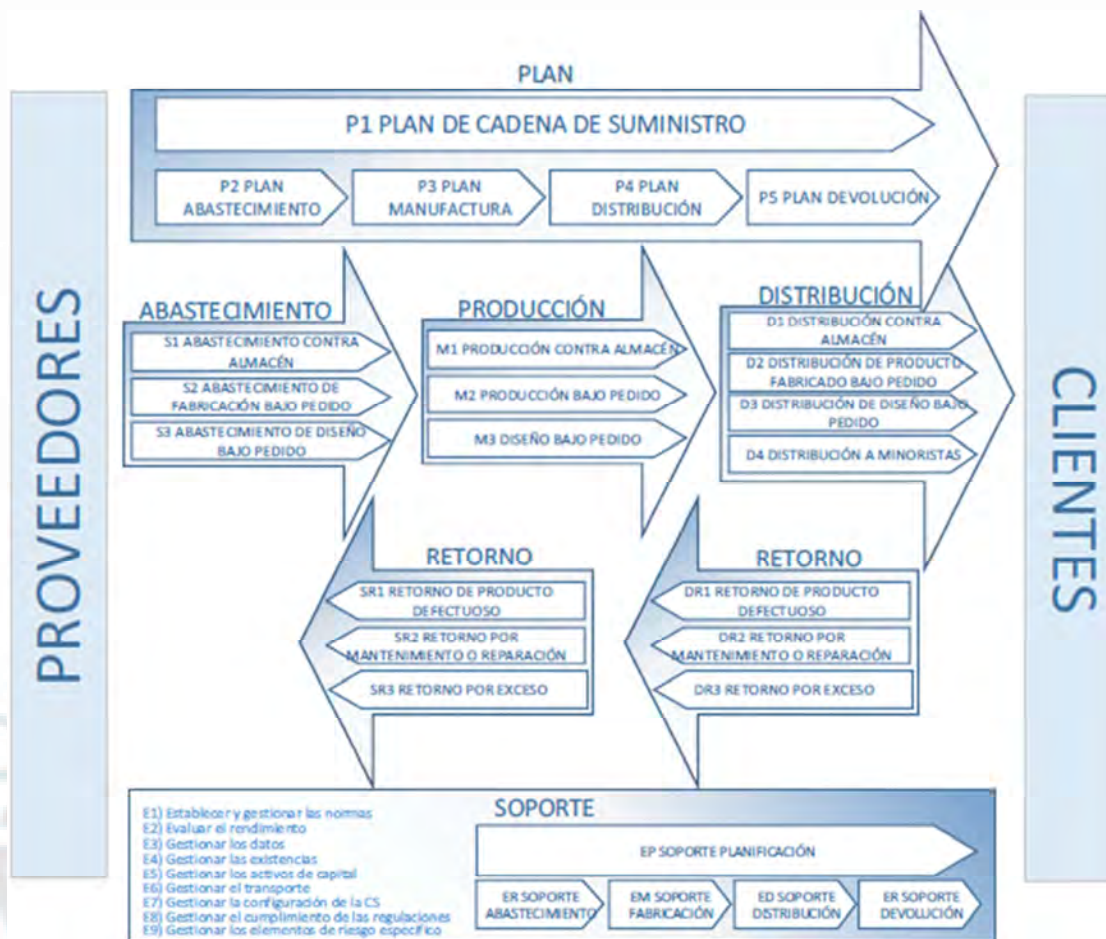 PLAN
P1 PLAN DE CADENA DE SUMINISTRO
P2 PLAN
ABASTECIMIENTO
P3 PLAN
MANUFACTURA
P4 PLAN
DISTRIBUCIÓN
P5 PLAN DEVOLUCIÓN
PROVEEDORES
ABASTECIMIENTO
S1 ABASTECIMIENTO CONTRA
ALMACÉN
S2 ABASTECIMIENTO DE
FABRICACIÓN BAJO PEDIDO
S3 ABASTECIMIENTO DE DISEÑO
BAJO PEDIDO
PRODUCCIÓN
M1 PRODUCCIÓN CONTRA ALMACÉN
M2 PRODUCCIÓN BAJO PEDIDO
M3 DISEÑO BAJO PEDIDO
DISTRIBUCIÓN
D1 DISTRIBUCIÓN CONTRA
ALMACÉN
D2 DISTRIBUCIÓN DE PRODUCTO
FABRICADO BAJO PEDIDO
D3 DISTRIBUCIÓN DE DISEÑO BAJO
PEDIDO
D4 DISTRIBUCIÓN A MINORISTAS
CLIENTES
RETORNO
SR1 RETORNO DE PRODUCTO
DEFECTUOSO
SR2 RETORNO POR
MANTENIMIENTO O REPARACIÓN
SR3 RETORNO POR EXCESO
RETORNO
DR1 RETORNO DE PRODUCTO
DEFECTUOSO
DR2 RETORNO POR
MANTENIMIENTO O REPARACIÓN
DR3 RETORNO POR EXCESO
SOPORTE
E1) Establecer y gestionar las normas
E2) Evaluar el rendimiento
E3) Gestionar los datos
E4) Gestionar las existencias
E5) Gestionar los activos de capital
E6) Gestionar el transporte
E7) Gestionar la configuración de la CS
E8) Gestionar el cumplimiento de las regulaciones
E9) Gestionar los elementos de riesgo específico
EP SOPORTE PLANIFICACIÓN
ER SOPORTE
ABASTECIMIENTO
EM SOPORTE
FABRICACIÓN
ED SOPORTE
DISTRIBUCIÓN
ER SOPORTE
DEVOLUCIÓN